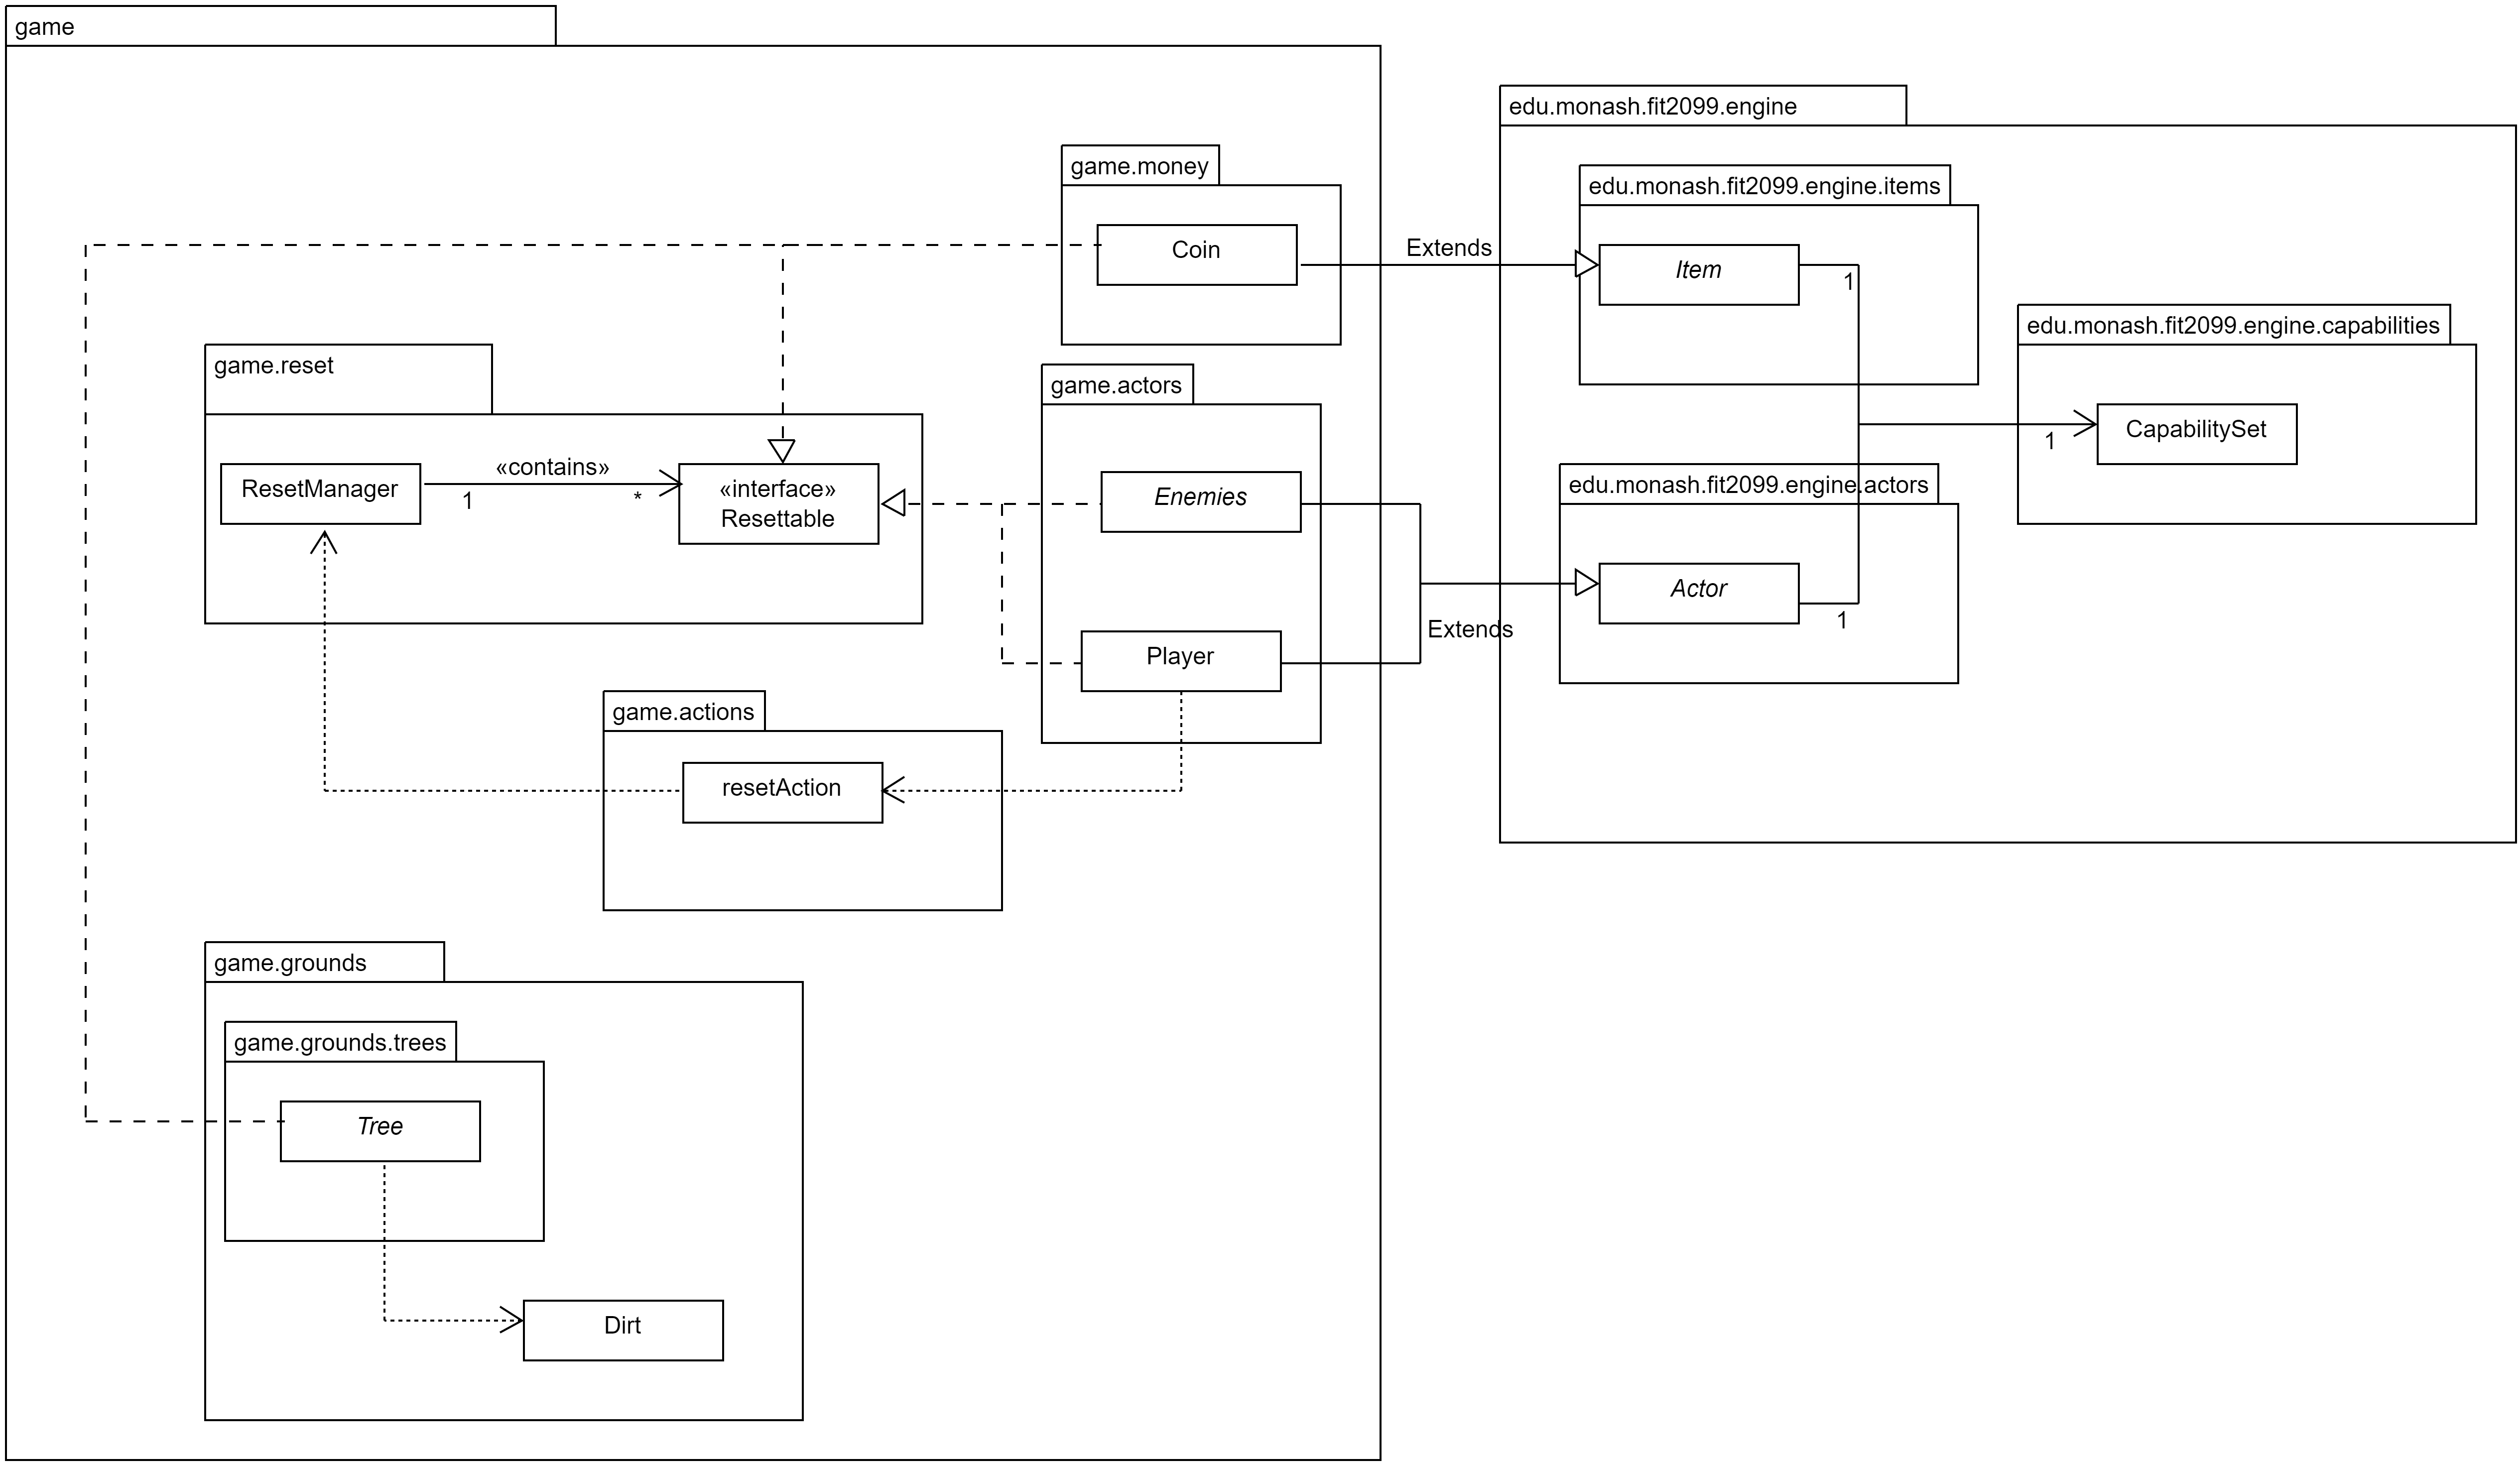 game
edu.monash.fit2099.engine
game.money
edu.monash.fit2099.engine.items
Coin
Extends
Item
1
edu.monash.fit2099.engine.capabilities
game.reset
game.actors
CapabilitySet
1
ResetManager
«contains»
1
*
«interface»
Resettable
Enemies
edu.monash.fit2099.engine.actors
Actor
1
Extends
Player
game.actions
resetAction
game.grounds
game.grounds.trees
Tree
Dirt